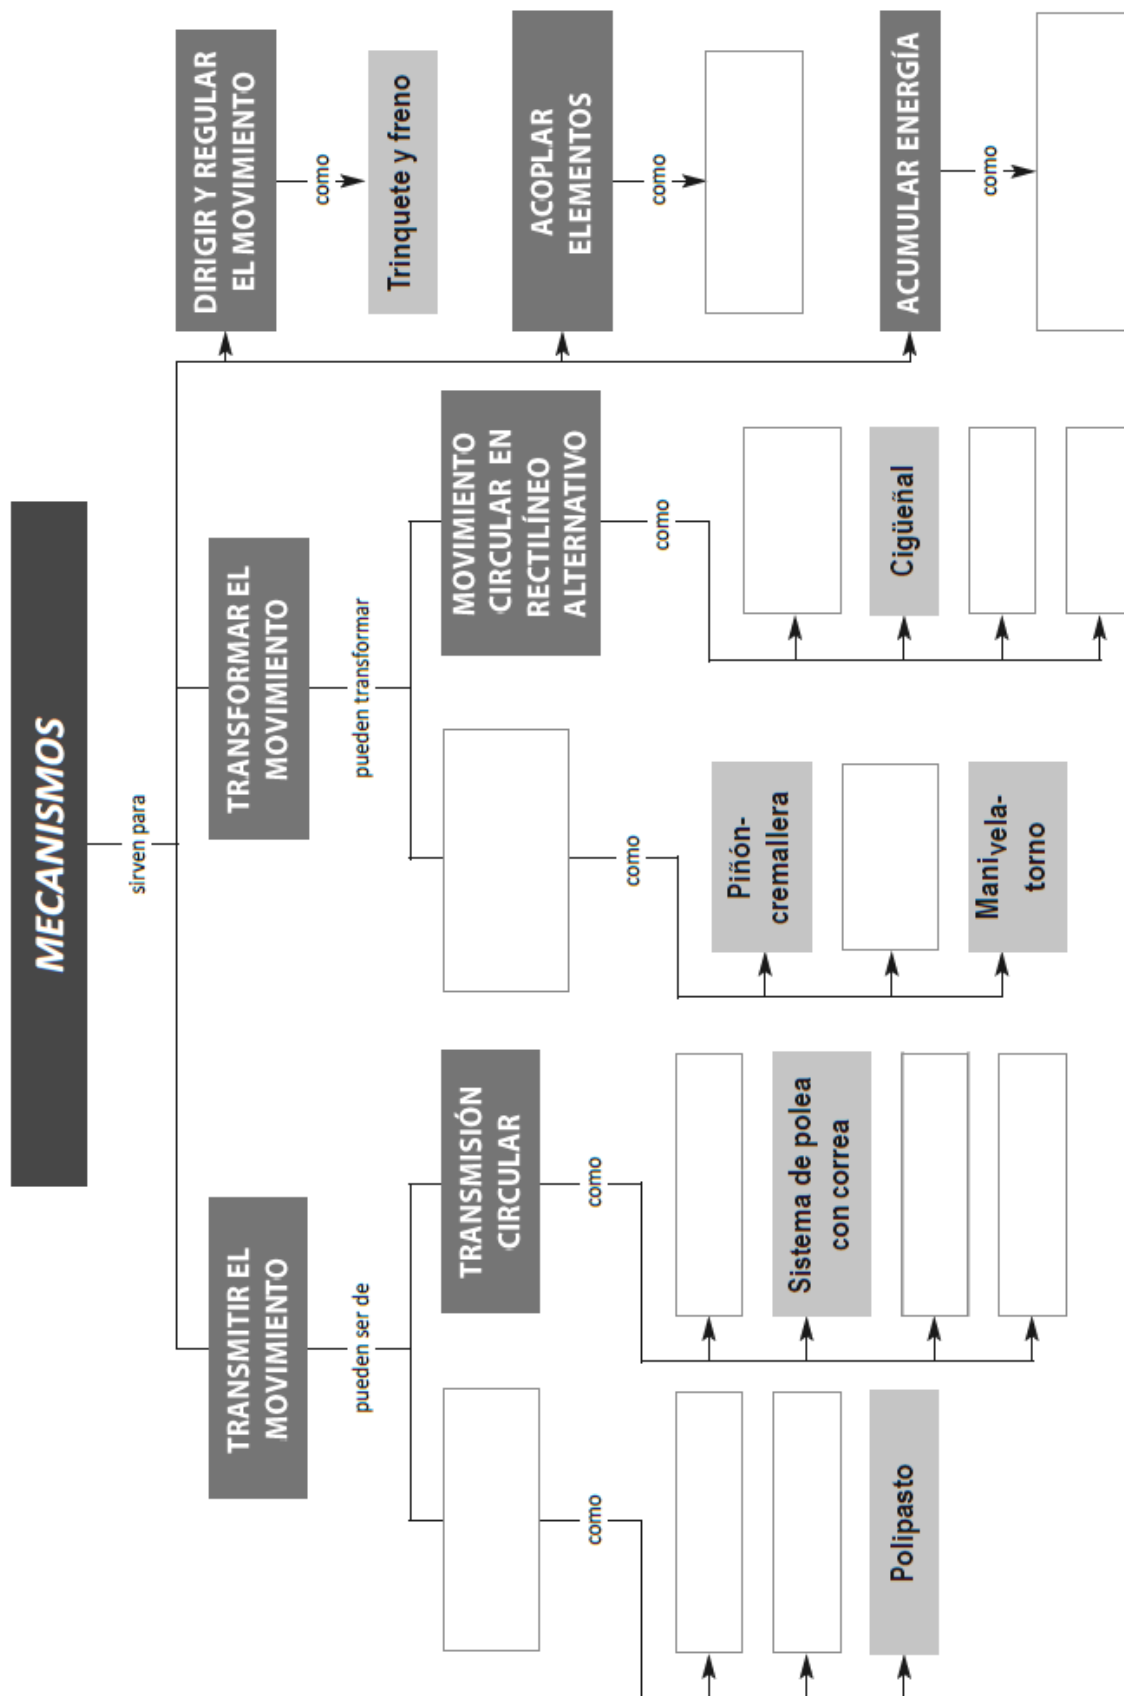 MECANISMOS
sirven para
TRANSMITIR EL
MOVIMIENTO
pueden ser de
como
Polipasto
TRANSMISIÓN
CIRCULAR
como
Sistema de polea
con correa
TRANSFORMAR EL
MOVIMIENTO
pueden transformar
como
Piñón-
cremallera
Manivela-
torno
MOVIMIENTO
CIRCULAR EN
RECTILÍNEO
ALTERNATIVO
como
Cigüeñal
DIRIGIR Y REGULAR
EL MOVIMIENTO
como
Trinquete y freno
ACOPLAR
ELEMENTOS
como
ACUMULAR ENERGÍA
como